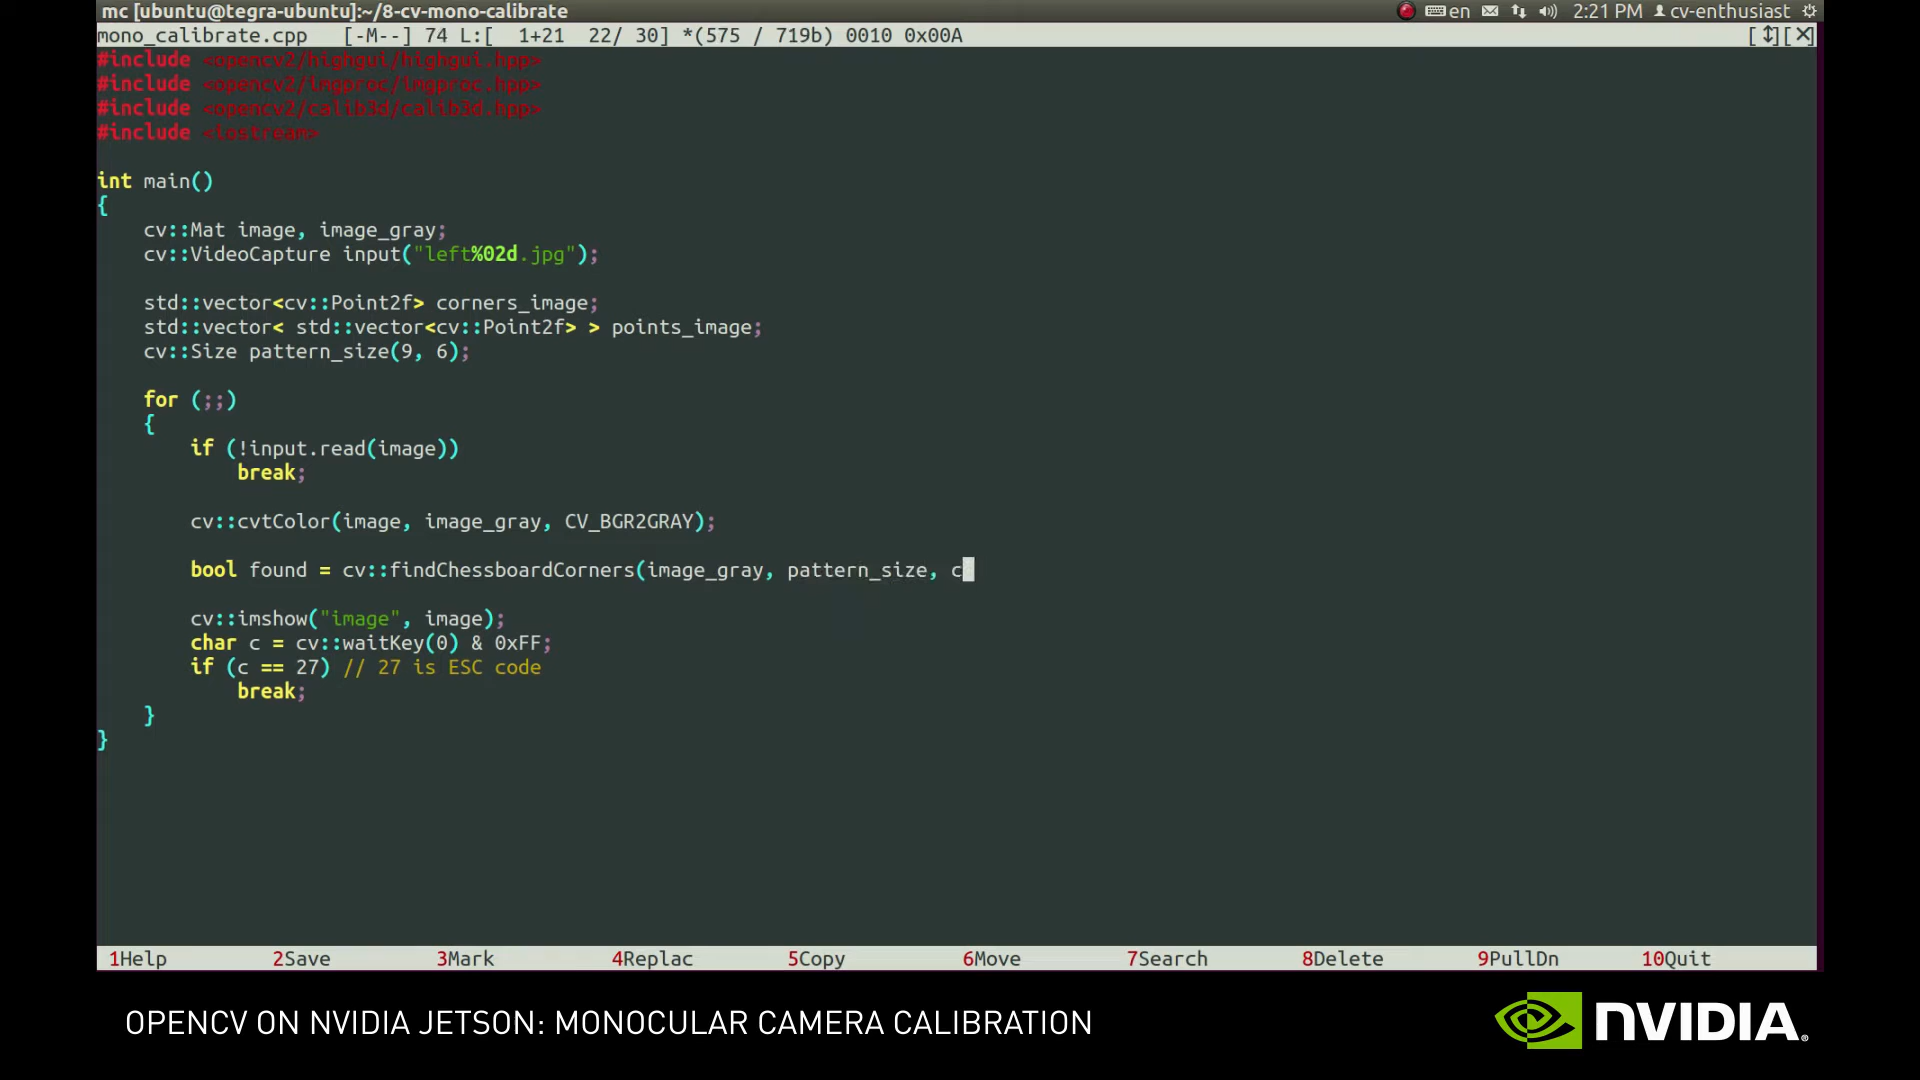 mc [ubuntu@tegra-ubuntu]:~/8-cv-mono-calibrate en 2:21 PM cv-enthusiast
mono_calibrate.cpp [-M--] 74 L:[ 1+21 22/ 30] *(575 / 719b) 0010 0x00A [↕][X]
#include <opencv2/highgui/highgui.hpp>
#include <opencv2/imgproc/imgproc.hpp>
#include <opencv2/calib3d/calib3d.hpp>
#include <iostream>
int main()
{
cv::Mat image, image_gray;
cv::VideoCapture input("left%02d.jpg");
std::vector<cv::Point2f> corners_image;
std::vector< std::vector<cv::Point2f> > points_image;
cv::Size pattern_size(9, 6);
for (;;)
{
if (!input.read(image))
break;
cv::cvtColor(image, image_gray, CV_BGR2GRAY);
bool found = cv::findChessboardCorners(image_gray, pattern_size, c
cv::imshow("image", image);
char c = cv::waitKey(0) & 0xFF;
if (c == 27) // 27 is ESC code
break;
}
}
1Help 2Save 3Mark 4Replac 5Copy 6Move 7Search 8Delete 9PullDn 10Quit
OPENCV ON NVIDIA JETSON: MONOCULAR CAMERA CALIBRATION
NVIDIA.